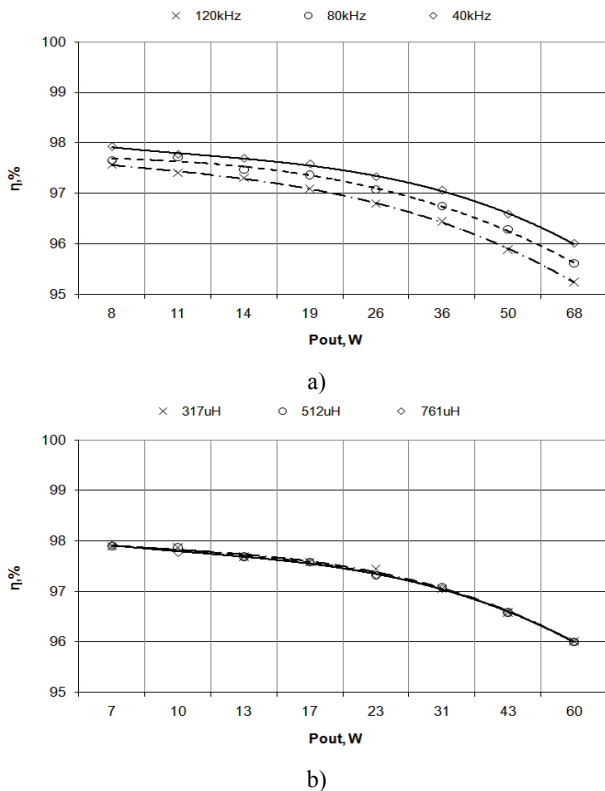 120kHz 80kHz 40kHz
100
99
98
97
96
95
η,%
8 11 14 19 26 36 50 68
Pout, W
a)
317uH 512uH 761uH
100
99
98
97
96
95
η,%
7 10 13 17 23 31 43 60
Pout, W
b)